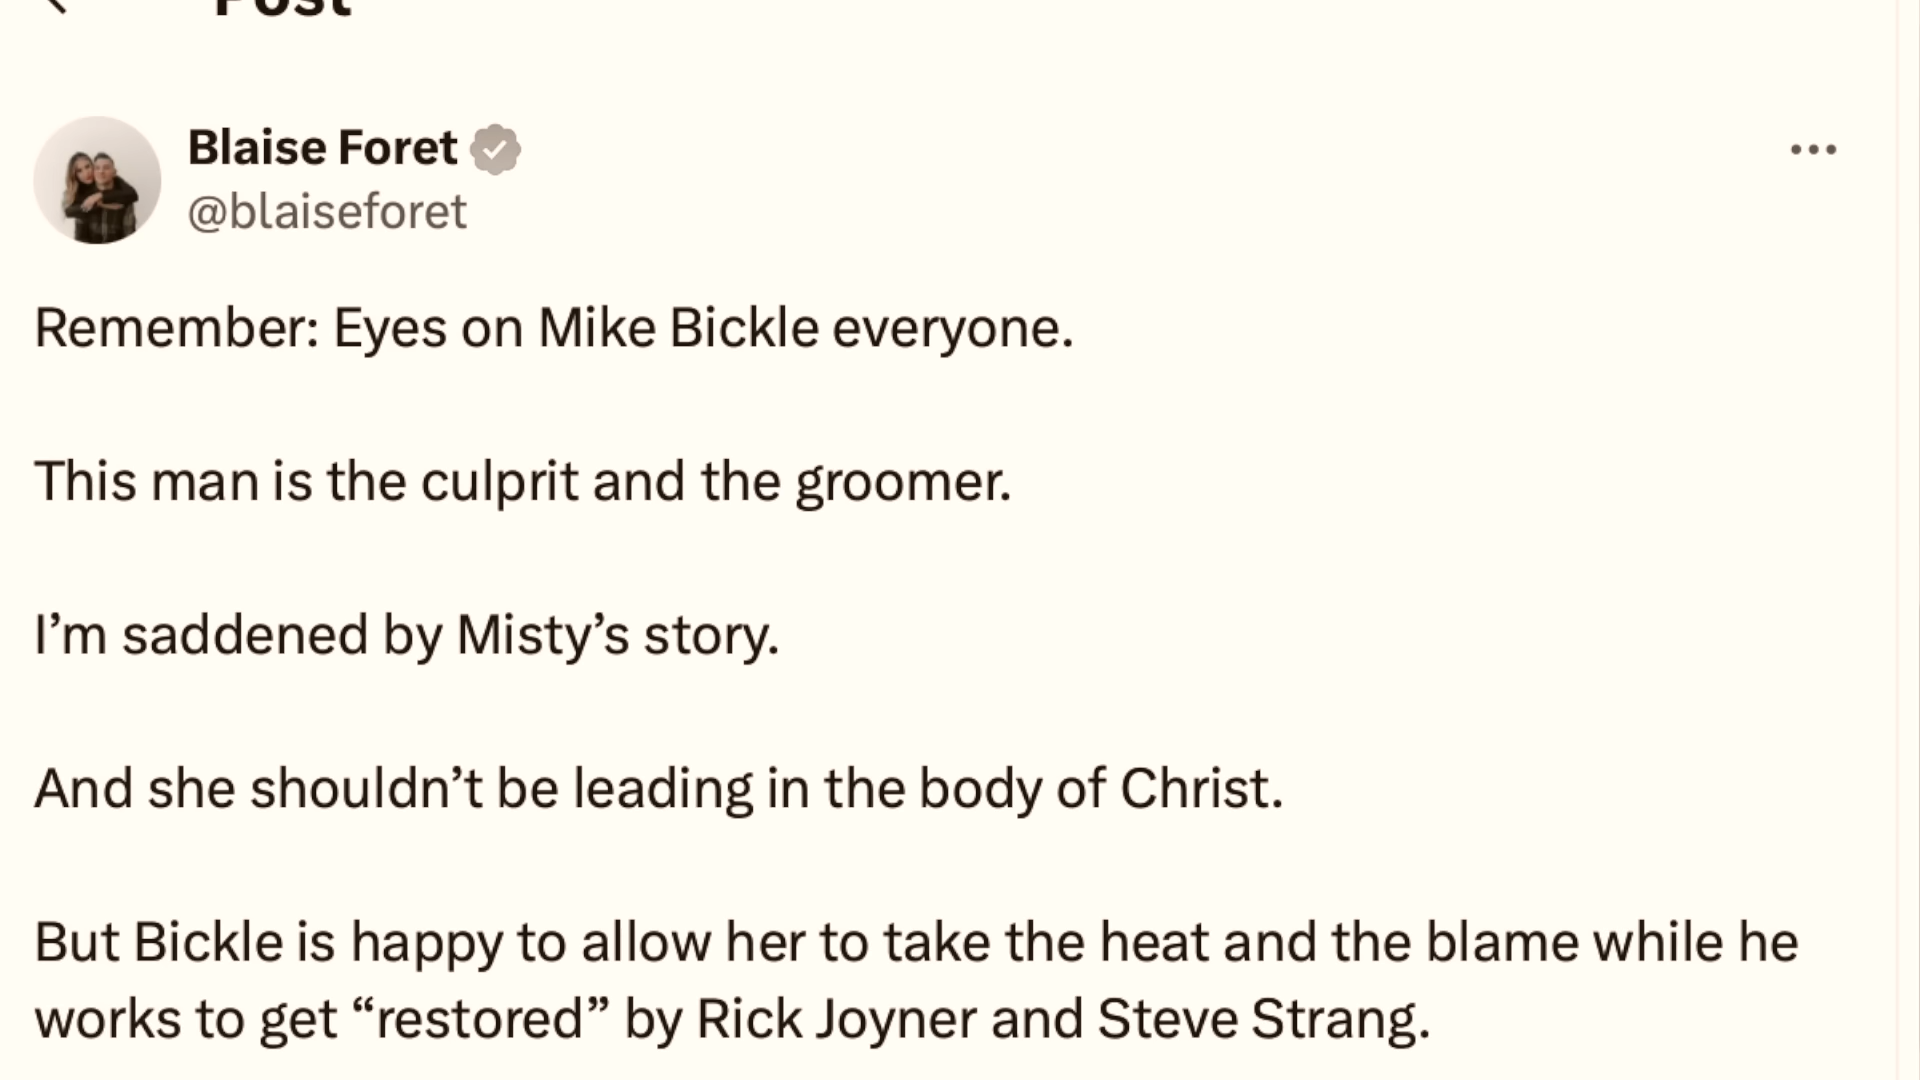 Post
Blaise Foret
@blaiseforet
Remember: Eyes on Mike Bickle everyone.
This man is the culprit and the groomer.
I’m saddened by Misty’s story.
And she shouldn’t be leading in the body of Christ.
But Bickle is happy to allow her to take the heat and the blame while he
works to get “restored” by Rick Joyner and Steve Strang.